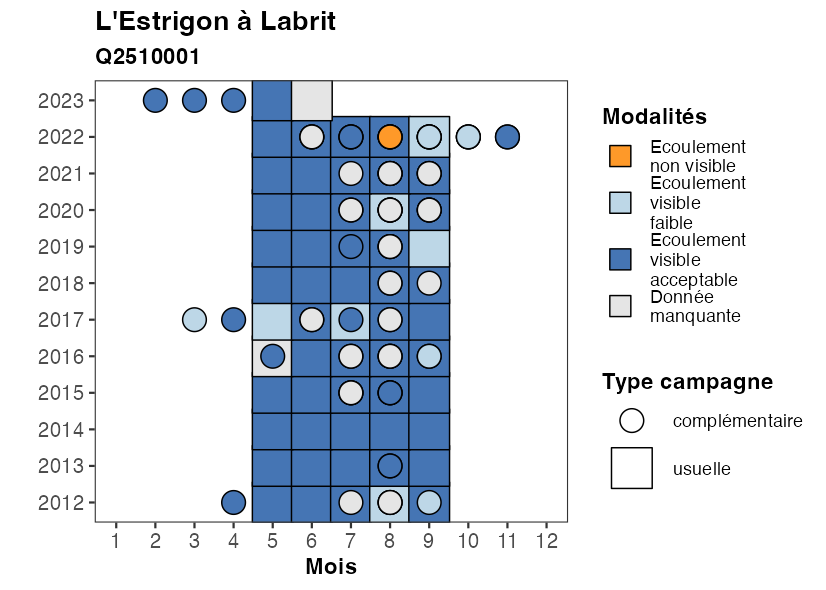 L'Estrigon à Labrit
Q2510001
2023
2022
2021
2020
2019
2018
2017
2016
2015
2014
2013
2012
1 2 3 4 5 6 7 8 9 10 11 12
Mois
Modalités
Ecoulement
non visible
Ecoulement
visible
faible
Ecoulement
visible
acceptable
Donnée
manquante
Type campagne
complémentaire
usuelle